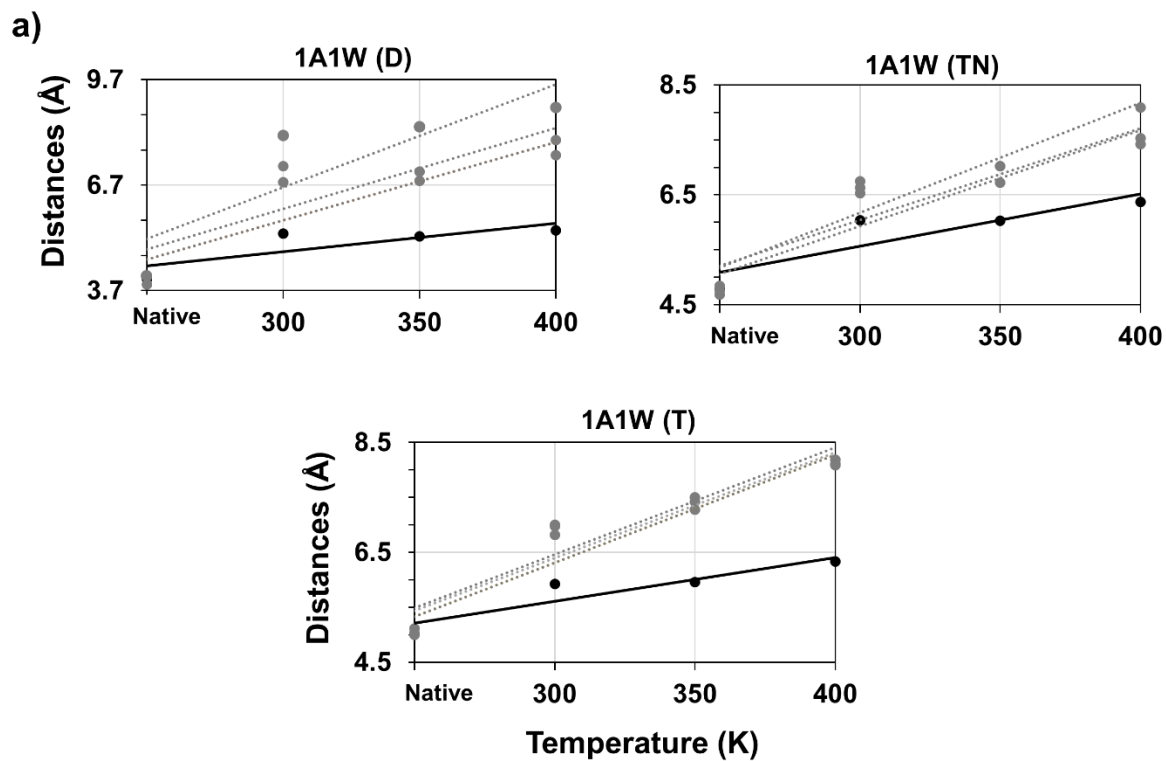 a)
1A1W (D)
Distances (Å)
9.7
6.7
3.7
Native 300 350 400
1A1W (TN)
8.5
6.5
4.5
Native 300 350 400
1A1W (T)
Distances (Å)
8.5
6.5
4.5
Native 300 350 400
Temperature (K)